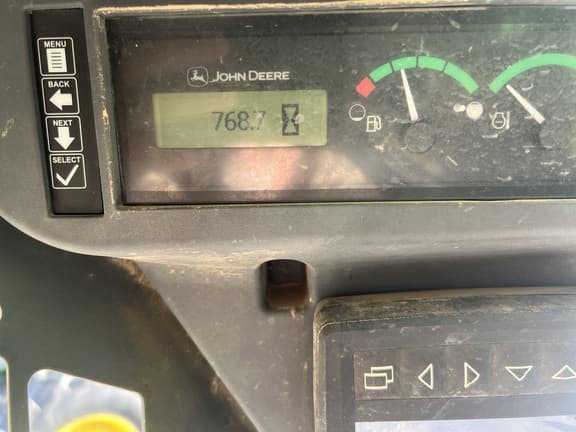 MENU
BACK
NEXT
SELECT
JOHN DEERE
768.7